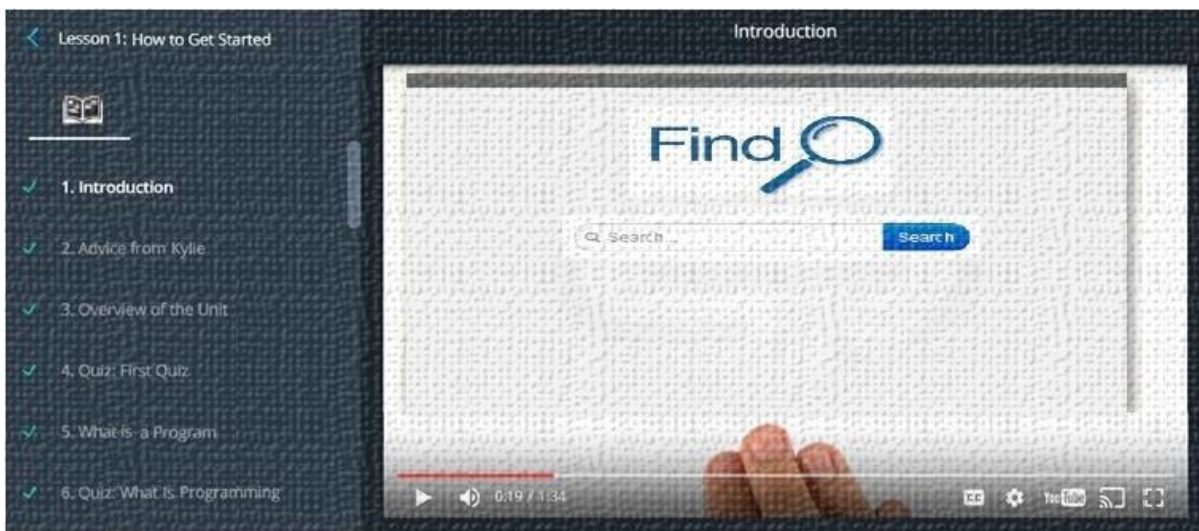 Lesson 1: How to Get Started
1. Introduction
2. Advice from Kylie
3. Overview of the Unit
4. Quiz: First Quiz
5. What is a Program
6. Quiz: What Is Programming
Introduction
Find
Search...
Search
0:19 / 1:34
CC
YouTube